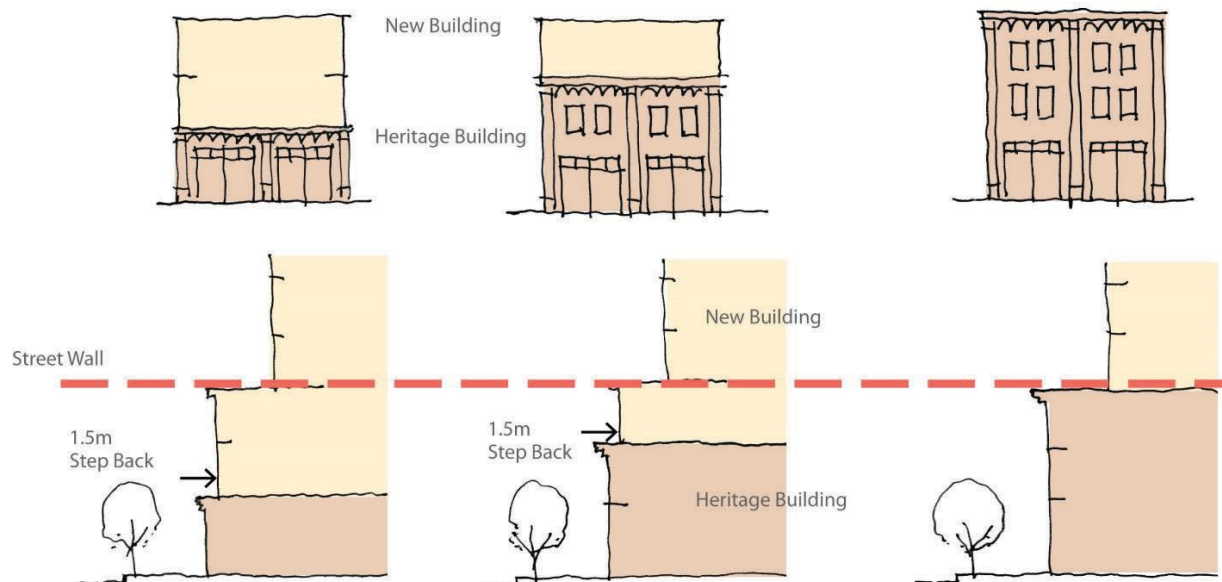 New Building
Heritage Building
Street Wall
New Building
1.5m
Step Back
1.5m
Step Back
Heritage Building